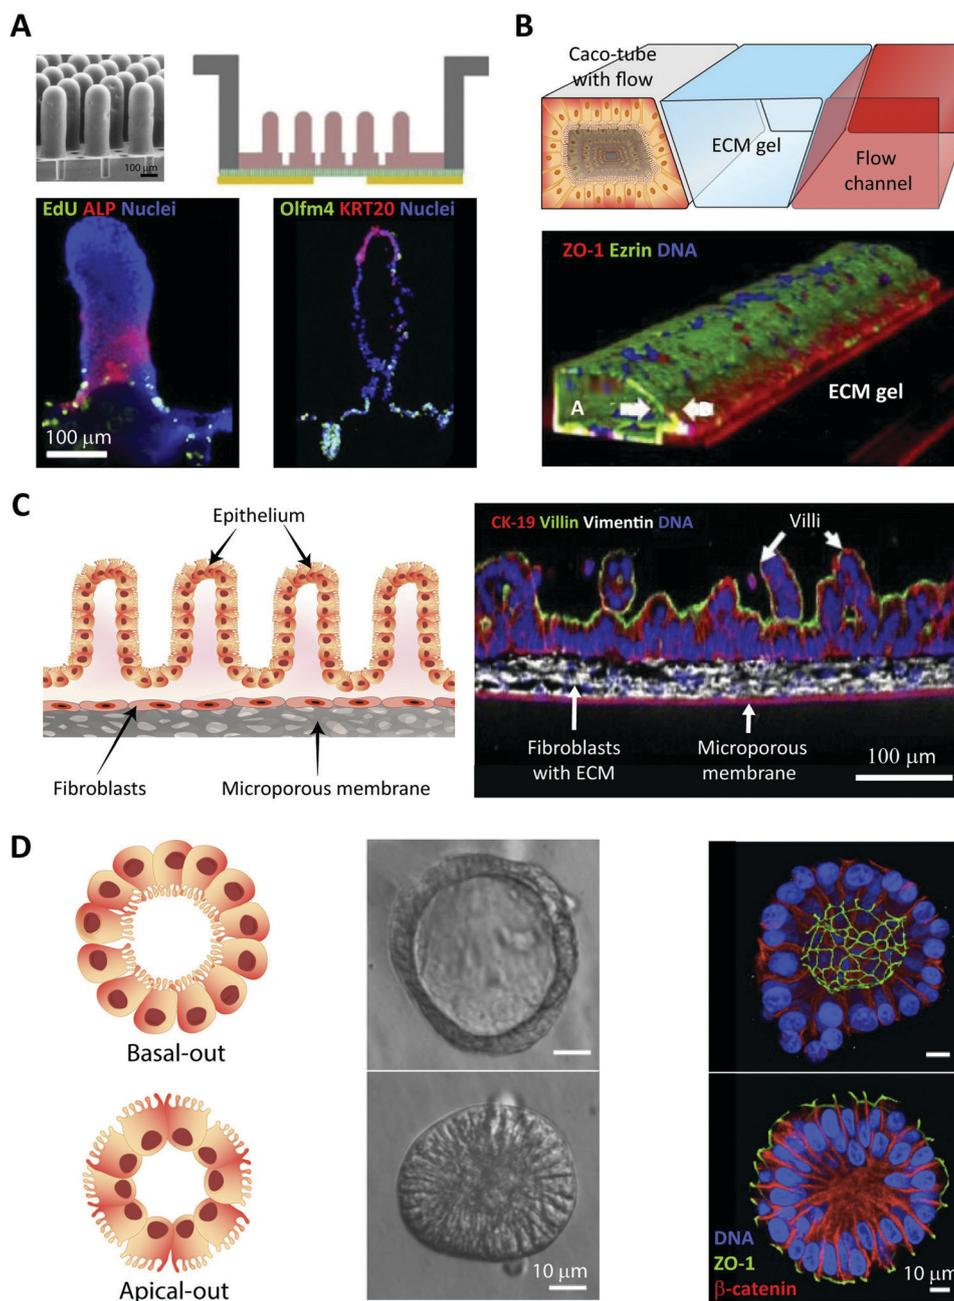 A
100 µm
EdU ALP Nuclei
100 µm
Olfm4 KRT20 Nuclei
B
Caco-tube
with flow
ECM gel
Flow
channel
ZO-1 Ezrin DNA
A
B
ECM gel
C
Epithelium
Fibroblasts
Microporous membrane
CK-19 Villin Vimentin DNA
Villi
Fibroblasts
with ECM
Microporous
membrane
100 µm
D
Basal-out
Apical-out
10 µm
DNA
ZO-1
β-catenin
10 µm